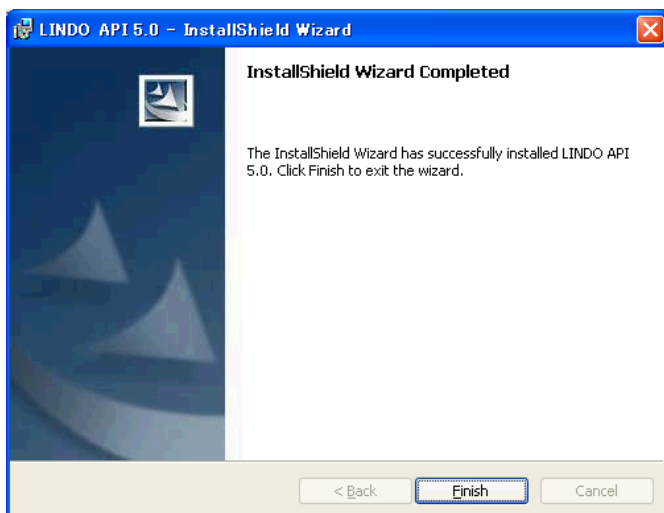 LINDO API 5.0 - InstallShield Wizard
InstallShield Wizard Completed
The InstallShield Wizard has successfully installed LINDO API
5.0. Click Finish to exit the wizard.
< Back
Finish
Cancel